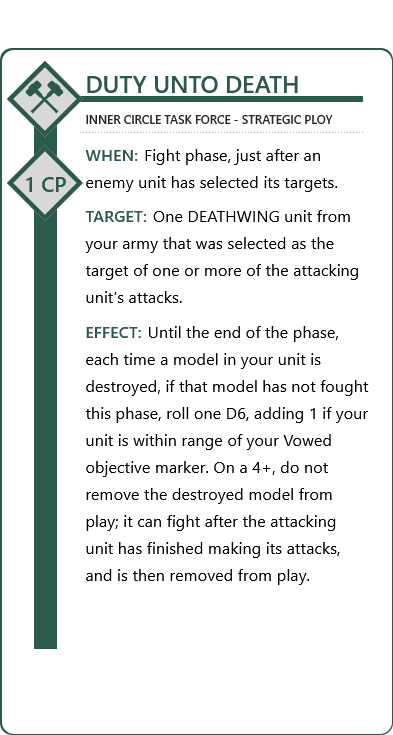 DUTY UNTO DEATH
INNER CIRCLE TASK FORCE - STRATEGIC PLOY
1 CP
WHEN: Fight phase, just after an
enemy unit has selected its targets.
TARGET: One DEATHWING unit from
your army that was selected as the
target of one or more of the attacking
unit's attacks.
EFFECT: Until the end of the phase,
each time a model in your unit is
destroyed, if that model has not fought
this phase, roll one D6, adding 1 if your
unit is within range of your Vowed
objective marker. On a 4+, do not
remove the destroyed model from
play; it can fight after the attacking
unit has finished making its attacks,
and is then removed from play.